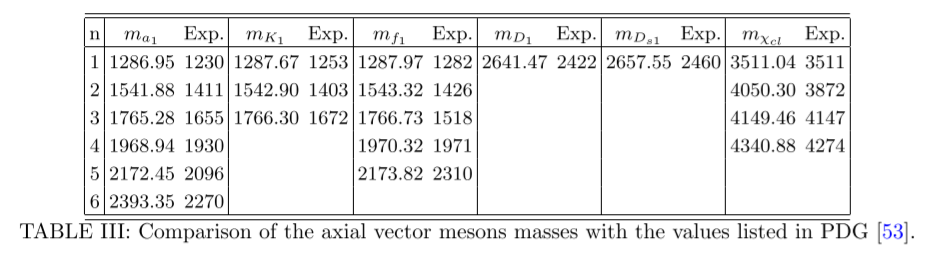 n m_{a_1} Exp. m_{K_1} Exp. m_{f_1} Exp. m_{D_1} Exp. m_{D_{s1}} Exp. m_{χ_{cl}} Exp.
1 1286.95 1230 1287.67 1253 1287.97 1282 2641.47 2422 2657.55 2460 3511.04 3511
2 1541.88 1411 1542.90 1403 1543.32 1426 4050.30 3872
3 1765.28 1655 1766.30 1672 1766.73 1518 4149.46 4147
4 1968.94 1930 1970.32 1971 4340.88 4274
5 2172.45 2096 2173.82 2310
6 2393.35 2270
TABLE III: Comparison of the axial vector mesons masses with the values listed in PDG [53].